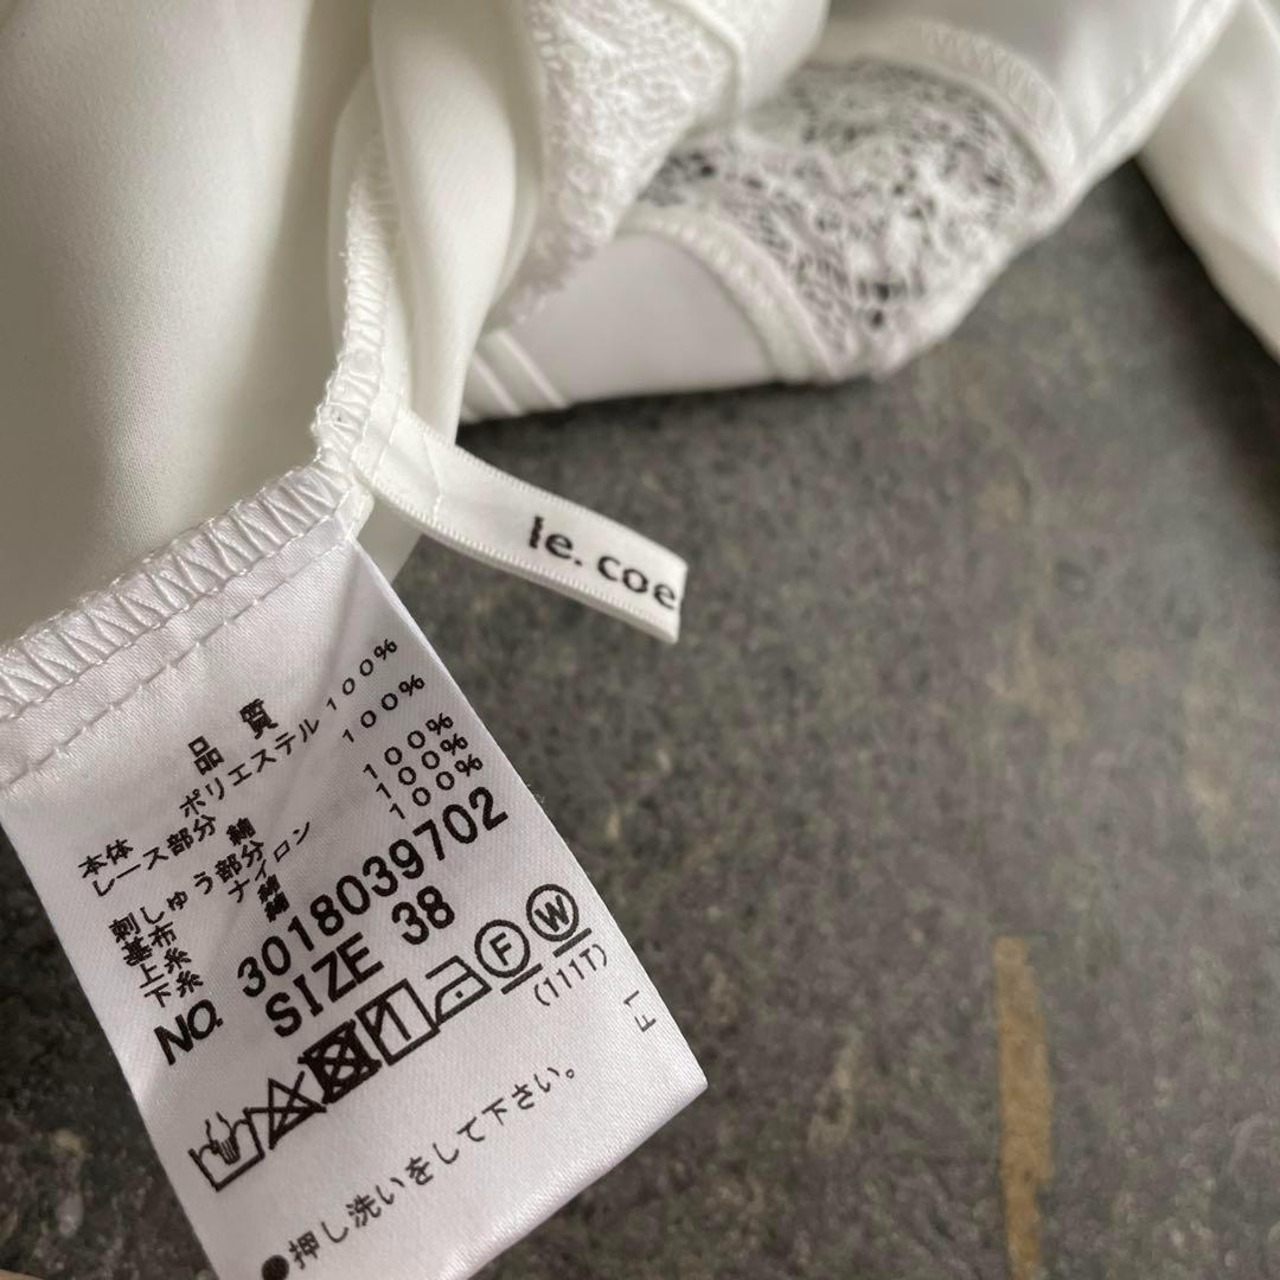 le. coe
品 質
本体 ポリエステル 100%
レース部分 綿 100%
刺しゅう部分
基布 ナイロン 100%
上糸 綿 100%
下糸 綿 100%
NO. 3018039702
SIZE 38
F W
(111T)
F1
●押し洗いをして下さい。